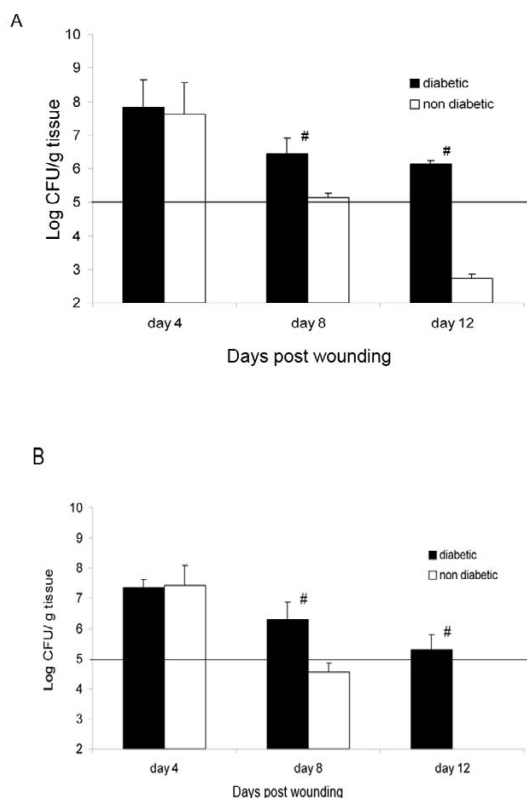 A
10
9
8
7
6
5
4
3
2
Log CFU/g tissue
diabetic
non diabetic
#
#
day 4
day 8
day 12
Days post wounding
B
10
9
8
7
6
5
4
3
2
Log CFU/ g tissue
diabetic
non diabetic
#
#
day 4
day 8
day 12
Days post wounding